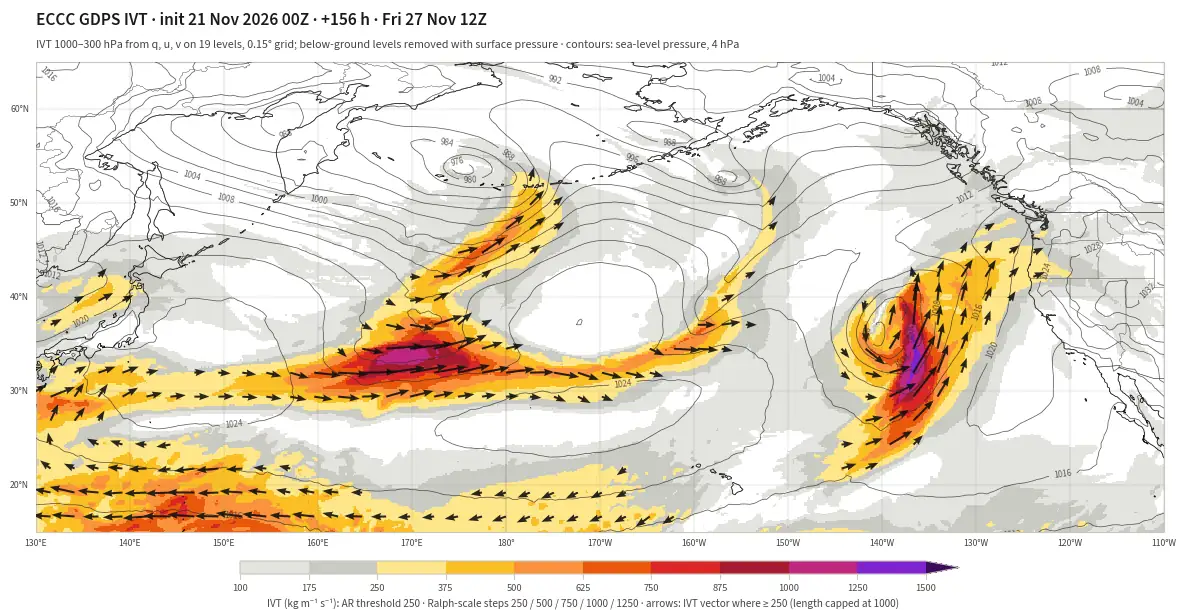 ECCC GDPS IVT · init 21 Nov 2026 00Z · +156 h · Fri 27 Nov 12Z
IVT 1000–300 hPa from q, u, v on 19 levels, 0.15° grid; below-ground levels removed with surface pressure · contours: sea-level pressure, 4 hPa
1016
992
1004
1012
1008
1004
1008
60°N
984
988
988
996
976
980
988
1004
1008
1000
1012
50°N
1016
1028
1024
1012
1032
40°N
1020
1016
1020
30°N
1024
1024
1016
20°N
130°E 140°E 150°E 160°E 170°E 180° 170°W 160°W 150°W 140°W 130°W 120°W 110°W
100 175 250 375 500 625 750 875 1000 1250 1500
IVT (kg m⁻¹ s⁻¹): AR threshold 250 · Ralph-scale steps 250 / 500 / 750 / 1000 / 1250 · arrows: IVT vector where ≥ 250 (length capped at 1000)